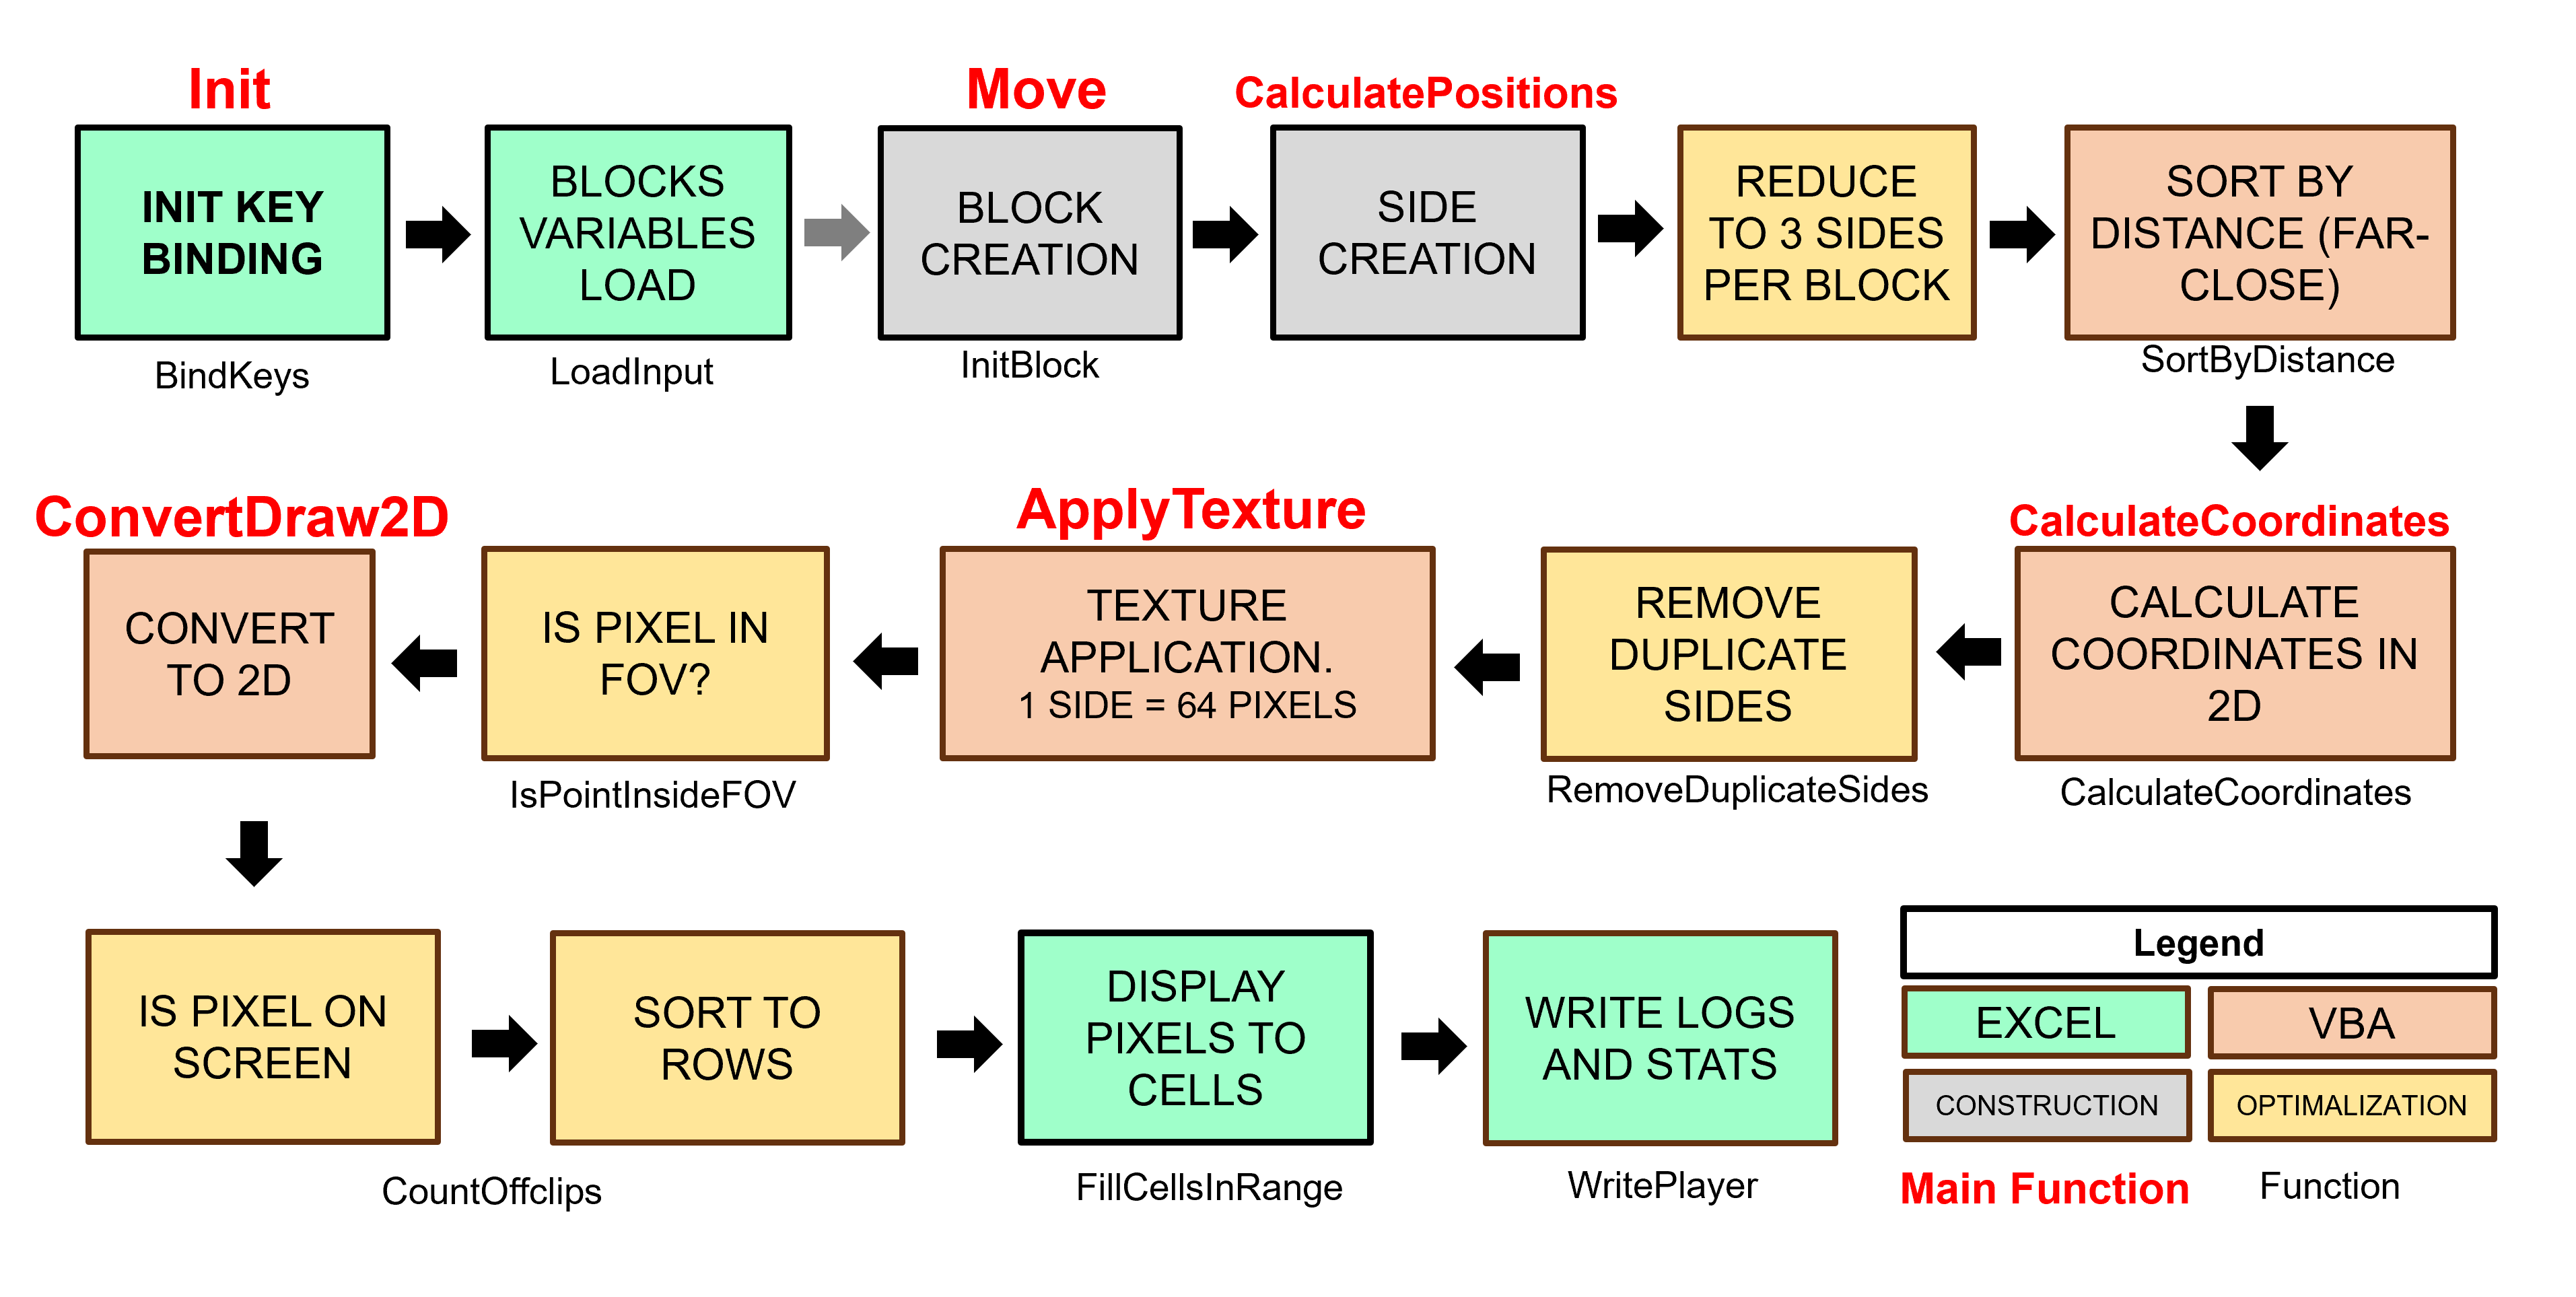 Init
Move
CalculatePositions
INIT KEY
BINDING
BLOCKS
VARIABLES
LOAD
BLOCK
CREATION
SIDE
CREATION
REDUCE
TO 3 SIDES
PER BLOCK
SORT BY
DISTANCE (FAR-
CLOSE)
BindKeys
LoadInput
InitBlock
SortByDistance
CalculateCoordinates
CALCULATE
COORDINATES IN
2D
CalculateCoordinates
REMOVE
DUPLICATE
SIDES
RemoveDuplicateSides
ApplyTexture
TEXTURE
APPLICATION.
1 SIDE = 64 PIXELS
IS PIXEL IN
FOV?
IsPointInsideFOV
ConvertDraw2D
CONVERT
TO 2D
IS PIXEL ON
SCREEN
SORT TO
ROWS
CountOffclips
DISPLAY
PIXELS TO
CELLS
FillCellsInRange
WRITE LOGS
AND STATS
WritePlayer
Legend
EXCEL
VBA
CONSTRUCTION
OPTIMALIZATION
Main Function
Function